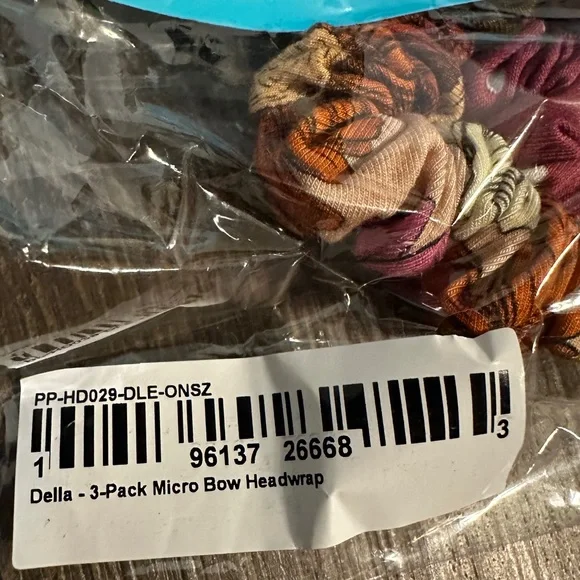 PP-HD029-DLE-ONSZ
1 96137 26668 3
Della - 3-Pack Micro Bow Headwrap